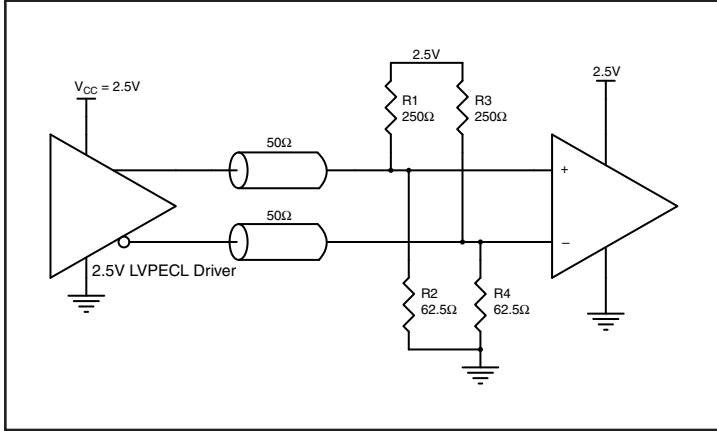 2.5V
V_CC = 2.5V
2.5V
R1
250Ω
R3
250Ω
50Ω
+
50Ω
−
2.5V LVPECL Driver
R2
62.5Ω
R4
62.5Ω